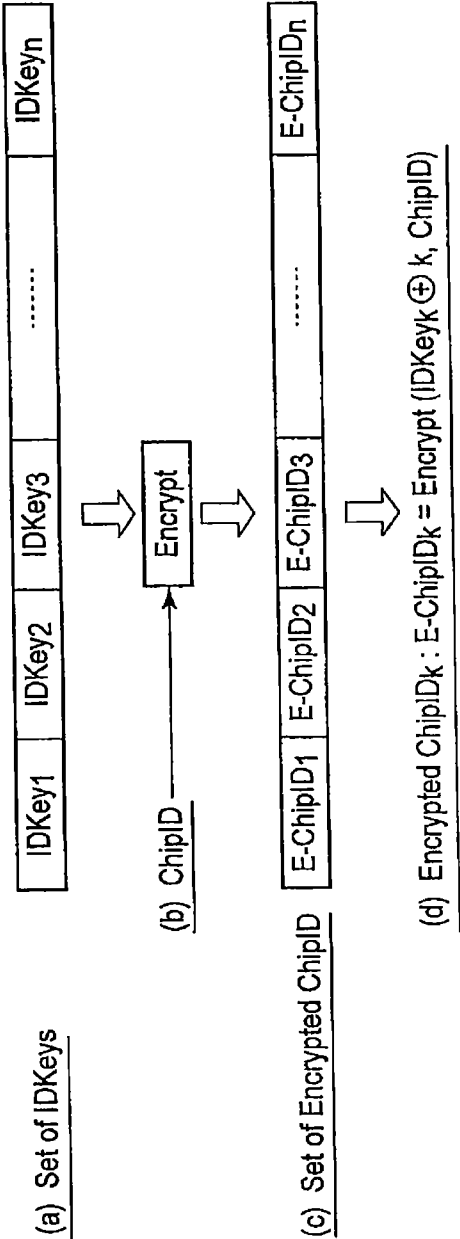 (a) Set of IDKeys
IDKey1 IDKey2 IDKey3 ........ IDKeyn
(b) ChipID
Encrypt
(c) Set of Encrypted ChipID
E-ChipID1 E-ChipID2 E-ChipID3 ....... E-ChipIDn
(d) Encrypted ChipIDk : E-ChipIDk = Encrypt (IDKeyk ⊕ k, ChipID)